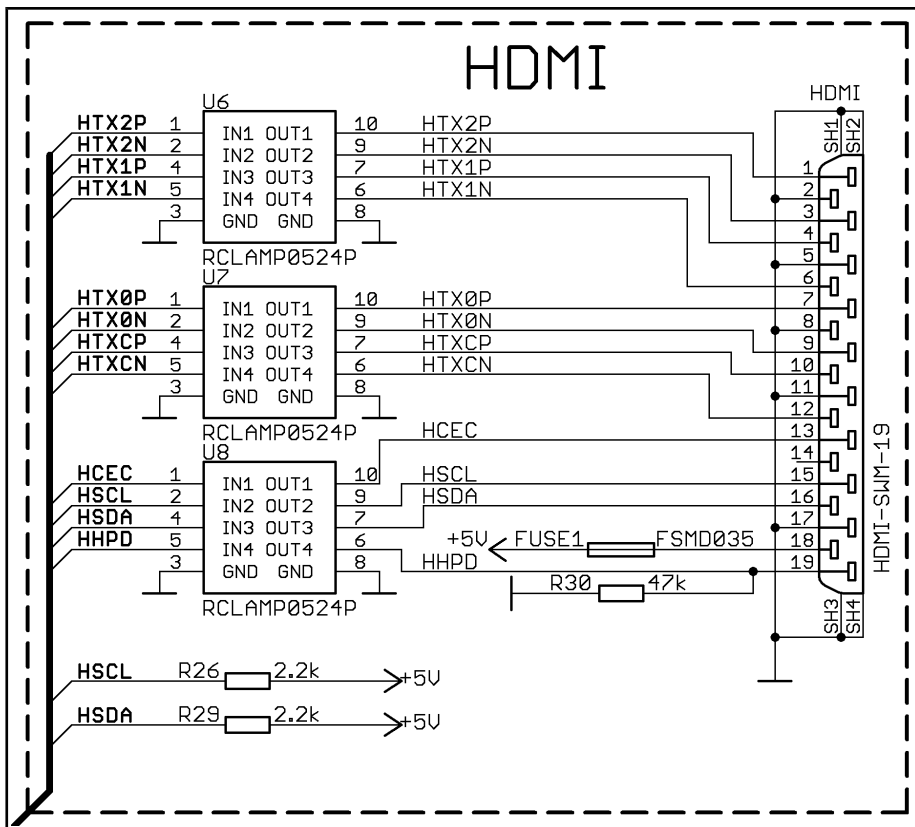 HDMI
HDMI
SH1 SH2
U6
HTX2P 1 IN1 OUT1 10 HTX2P
HTX2N 2 IN2 OUT2 9 HTX2N
HTX1P 4 IN3 OUT3 7 HTX1P
HTX1N 5 IN4 OUT4 6 HTX1N
3 GND GND 8
RCLAMP0524P
U7
HTX0P 1 IN1 OUT1 10 HTX0P
HTX0N 2 IN2 OUT2 9 HTX0N
HTXCP 4 IN3 OUT3 7 HTXCP
HTXCN 5 IN4 OUT4 6 HTXCN
3 GND GND 8
RCLAMP0524P
U8
HCEC 1 IN1 OUT1 10 HCEC
HSCL 2 IN2 OUT2 9 HSCL
HSDA 4 IN3 OUT3 7 HSDA
HHPD 5 IN4 OUT4 6 HHPD
3 GND GND 8
RCLAMP0524P
1
2
3
4
5
6
7
8
9
10
11
12
13
14
15
16
17
18
19
HDMI-SWM-19
+5V FUSE1 FSMD035
R30 47k
SH3 SH4
HSCL R26 2.2k +5V
HSDA R29 2.2k +5V